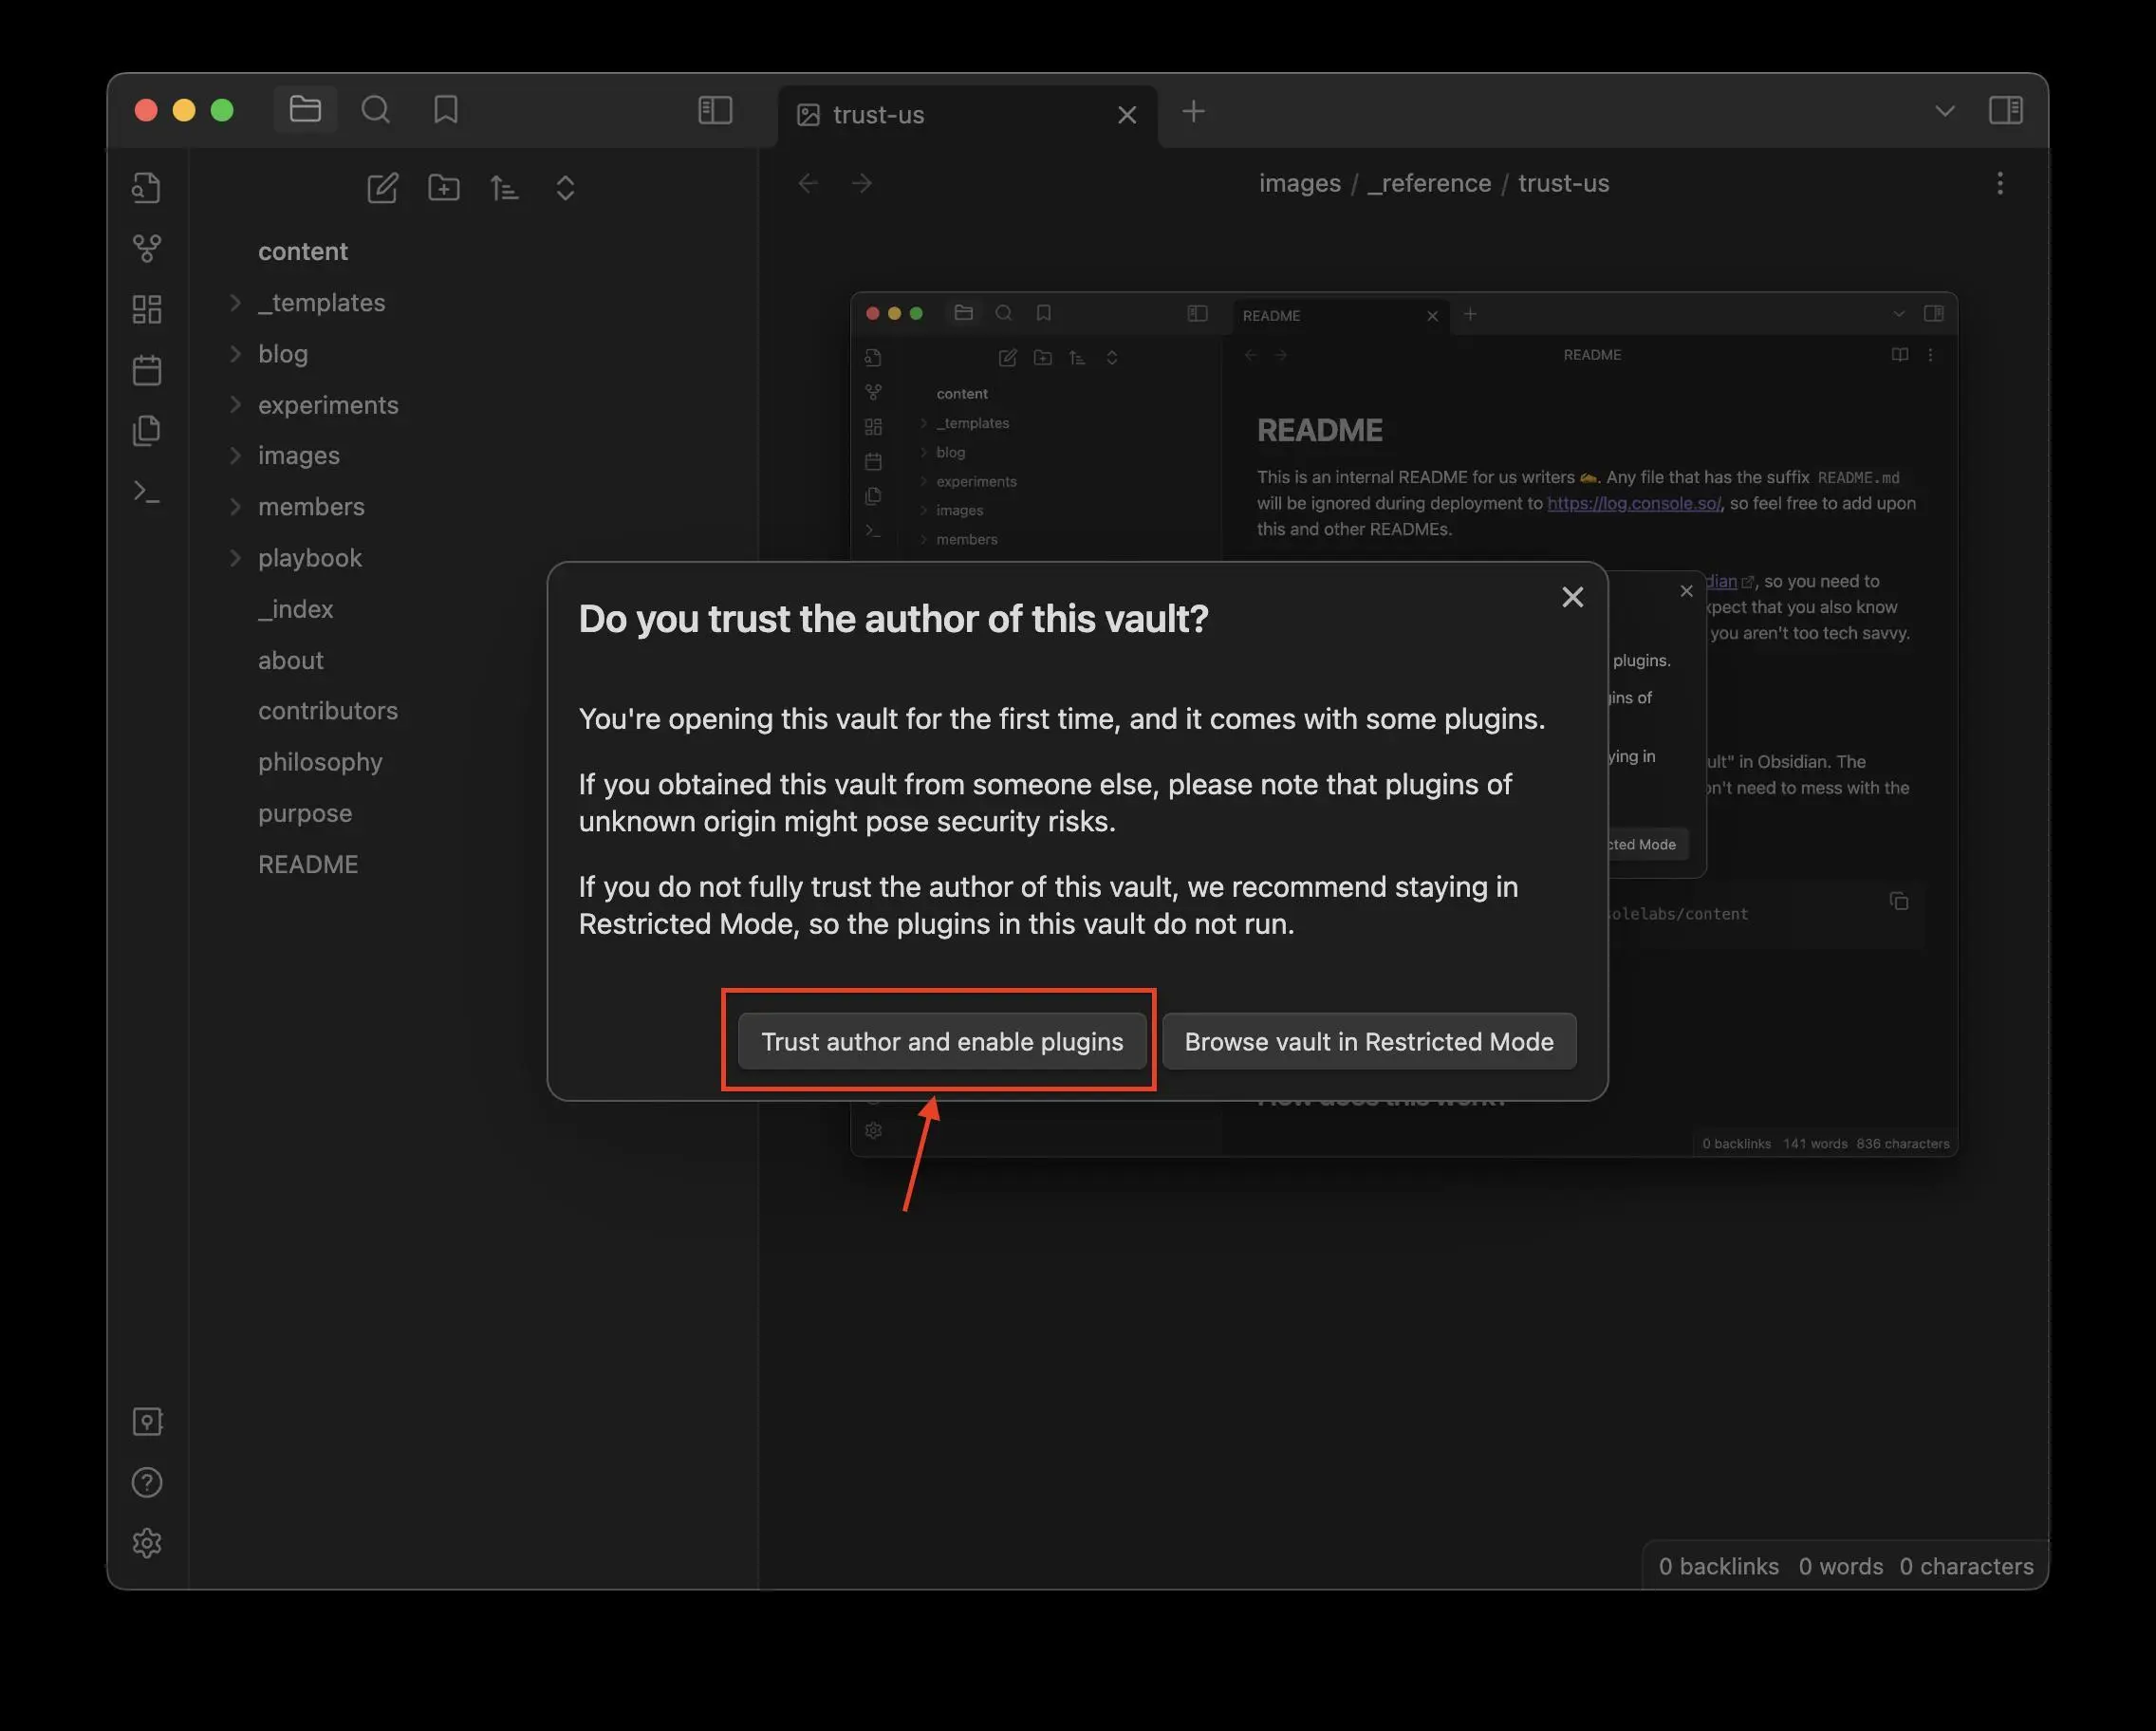 trust-us
images / _reference / trust-us
content
_templates
blog
experiments
images
members
playbook
_index
about
contributors
philosophy
purpose
README
README
README
content
_templates
blog
experiments
images
members
README
This is an internal README for us writers ✍️. Any file that has the suffix README.md
will be ignored during deployment to https://log.console.so/, so feel free to add upon
this and other READMEs.
dian, so you need to
xpect that you also know
you aren't too tech savvy.
plugins.
ins of
ying in
ult" in Obsidian. The
on't need to mess with the
cted Mode
olelabs/content
How does this work?
0 backlinks 141 words 836 characters
Do you trust the author of this vault?
You're opening this vault for the first time, and it comes with some plugins.
If you obtained this vault from someone else, please note that plugins of
unknown origin might pose security risks.
If you do not fully trust the author of this vault, we recommend staying in
Restricted Mode, so the plugins in this vault do not run.
Trust author and enable plugins
Browse vault in Restricted Mode
0 backlinks 0 words 0 characters